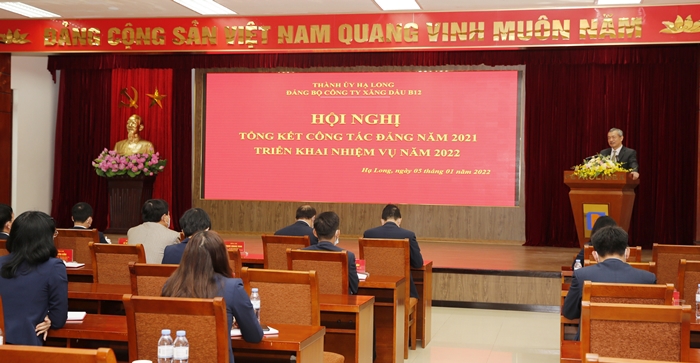 ĐẢNG CỘNG SẢN VIỆT NAM QUANG VINH MUÔN NĂM
THÀNH ỦY HẠ LONG
ĐẢNG BỘ CÔNG TY XĂNG DẦU B12
HỘI NGHỊ
TỔNG KẾT CÔNG TÁC ĐẢNG NĂM 2021
TRIỂN KHAI NHIỆM VỤ NĂM 2022
Hạ Long, ngày 05 tháng 01 năm 2022